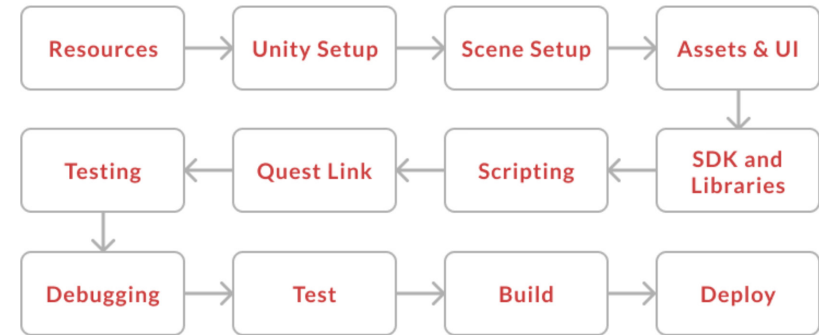 Resources
Unity Setup
Scene Setup
Assets & UI
SDK and
Libraries
Scripting
Quest Link
Testing
Debugging
Test
Build
Deploy